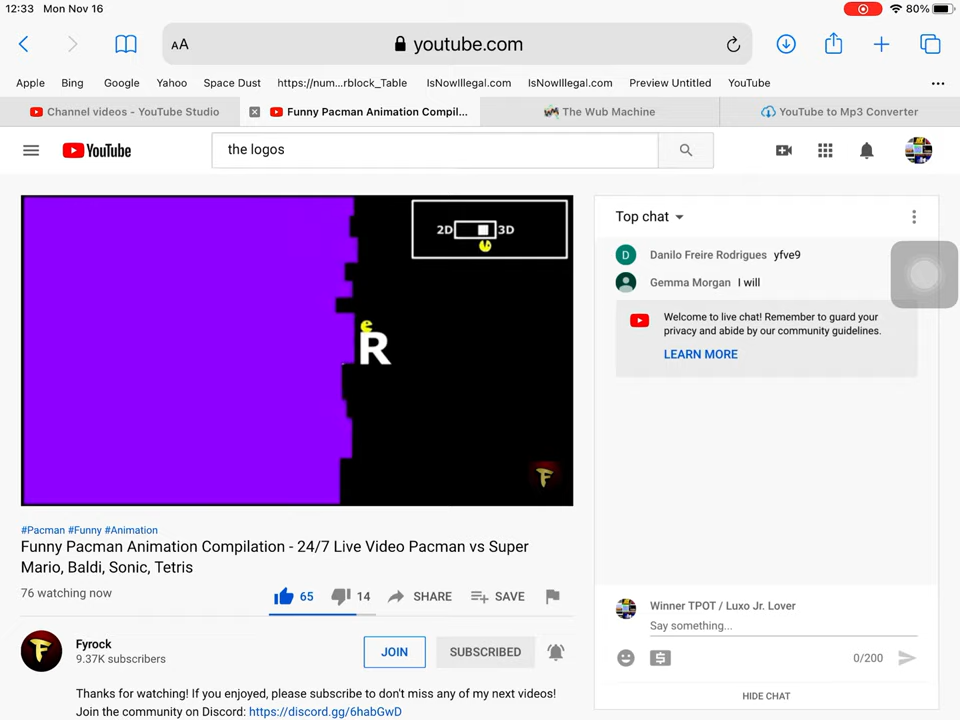 12:33 Mon Nov 16
80%
AA
youtube.com
Apple Bing Google Yahoo Space Dust https://num...rblock_Table IsNowIllegal.com IsNowIllegal.com Preview Untitled YouTube
Channel videos - YouTube Studio
Funny Pacman Animation Compil...
The Wub Machine
YouTube to Mp3 Converter
YouTube
the logos
2D 3D
R
F
#Pacman #Funny #Animation
Funny Pacman Animation Compilation - 24/7 Live Video Pacman vs Super
Mario, Baldi, Sonic, Tetris
76 watching now
65 14 SHARE SAVE
F
Fyrock
9.37K subscribers
JOIN SUBSCRIBED
Thanks for watching! If you enjoyed, please subscribe to don't miss any of my next videos!
Join the community on Discord: https://discord.gg/6habGwD
Top chat
D Danilo Freire Rodrigues yfve9
Gemma Morgan I will
Welcome to live chat! Remember to guard your
privacy and abide by our community guidelines.
LEARN MORE
Winner TPOT / Luxo Jr. Lover
Say something...
0/200
HIDE CHAT